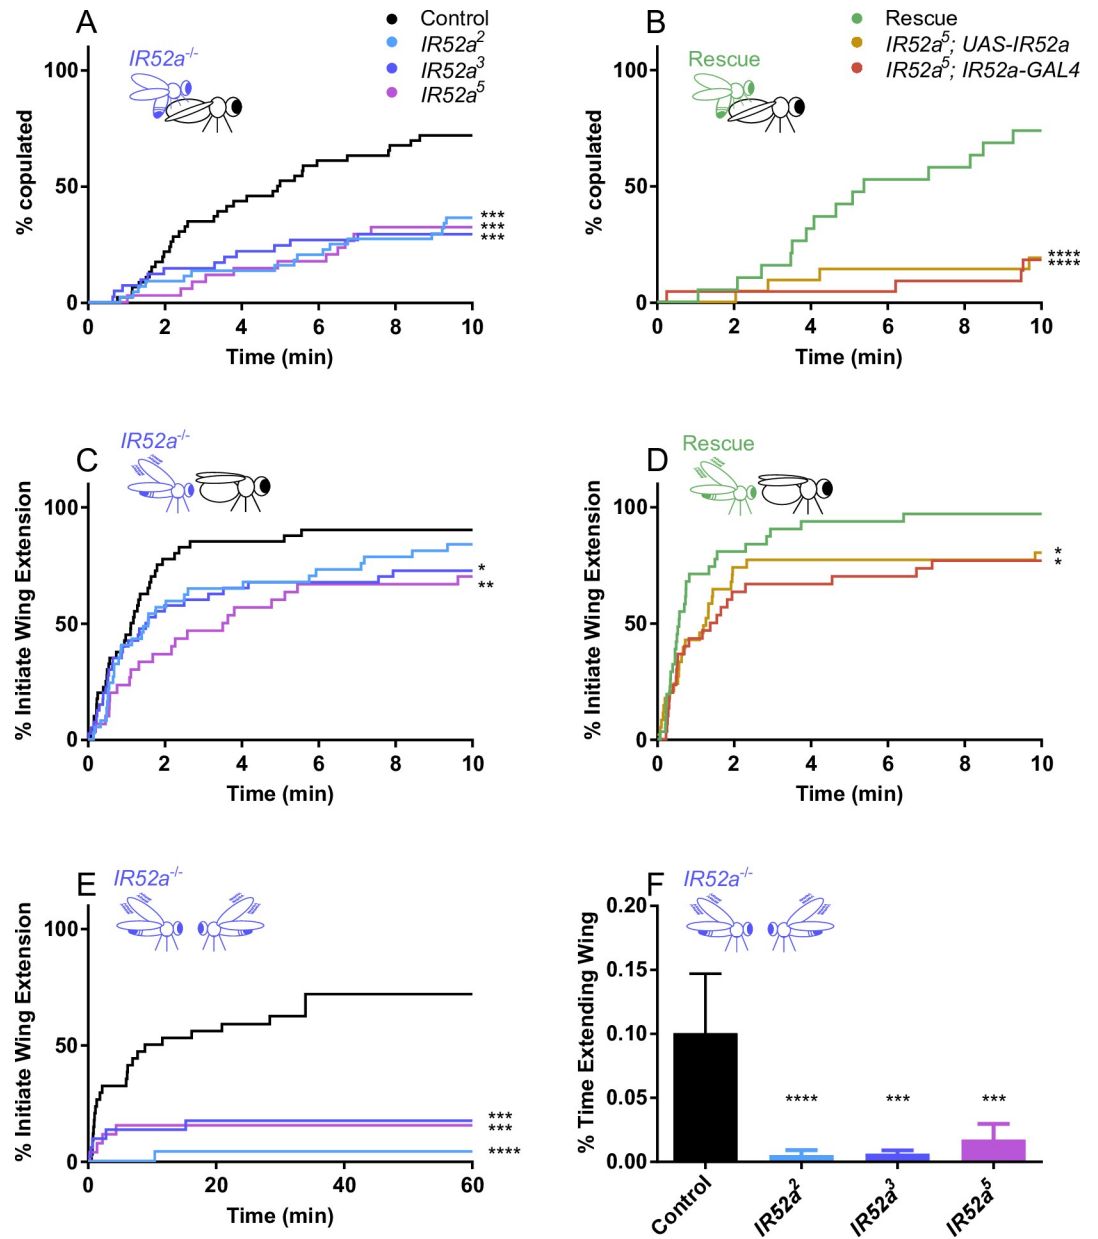 A
Control
IR52a²
IR52a³
IR52a⁵
IR52a-/-
100
50
0
% copulated
***
***
***
0 2 4 6 8 10
Time (min)
B
Rescue
IR52a⁵; UAS-IR52a
IR52a⁵; IR52a-GAL4
Rescue
100
50
0
% copulated
****
****
0 2 4 6 8 10
Time (min)
C
IR52a-/-
100
50
0
% Initiate Wing Extension
*
**
0 2 4 6 8 10
Time (min)
D
Rescue
100
50
0
% Initiate Wing Extension
*
*
0 2 4 6 8 10
Time (min)
E
IR52a-/-
100
50
0
% Initiate Wing Extension
***
***
****
0 20 40 60
Time (min)
F
IR52a-/-
0.20
0.15
0.10
0.05
0.00
% Time Extending Wing
**** *** ***
Control
IR52a²
IR52a³
IR52a⁵